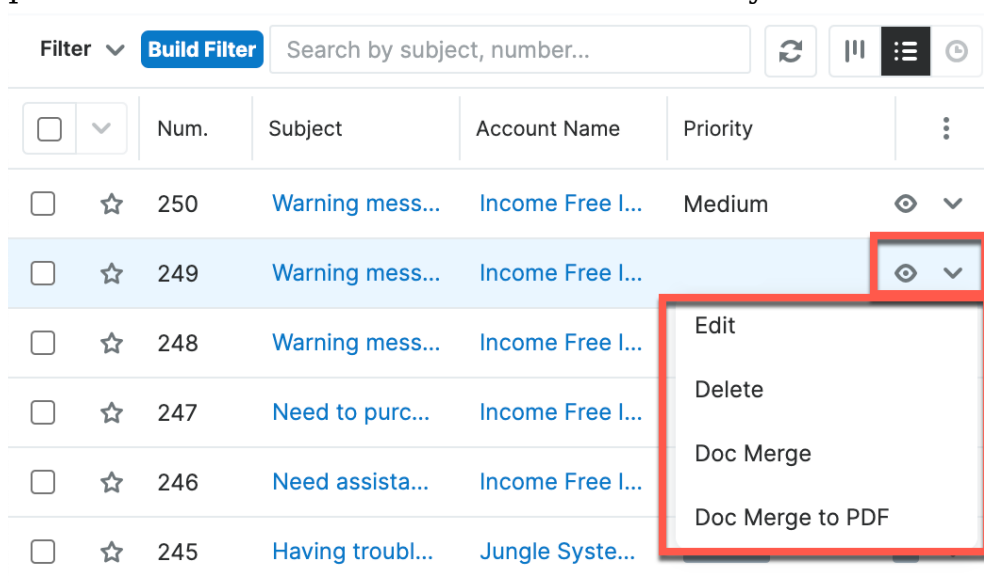 Filter Build Filter Search by subject, number...
Num. Subject Account Name Priority
250 Warning mess... Income Free I... Medium
249 Warning mess... Income Free I...
Edit
248 Warning mess... Income Free I...
Delete
247 Need to purc... Income Free I...
Doc Merge
246 Need assista... Income Free I...
Doc Merge to PDF
245 Having troubl... Jungle Syste...